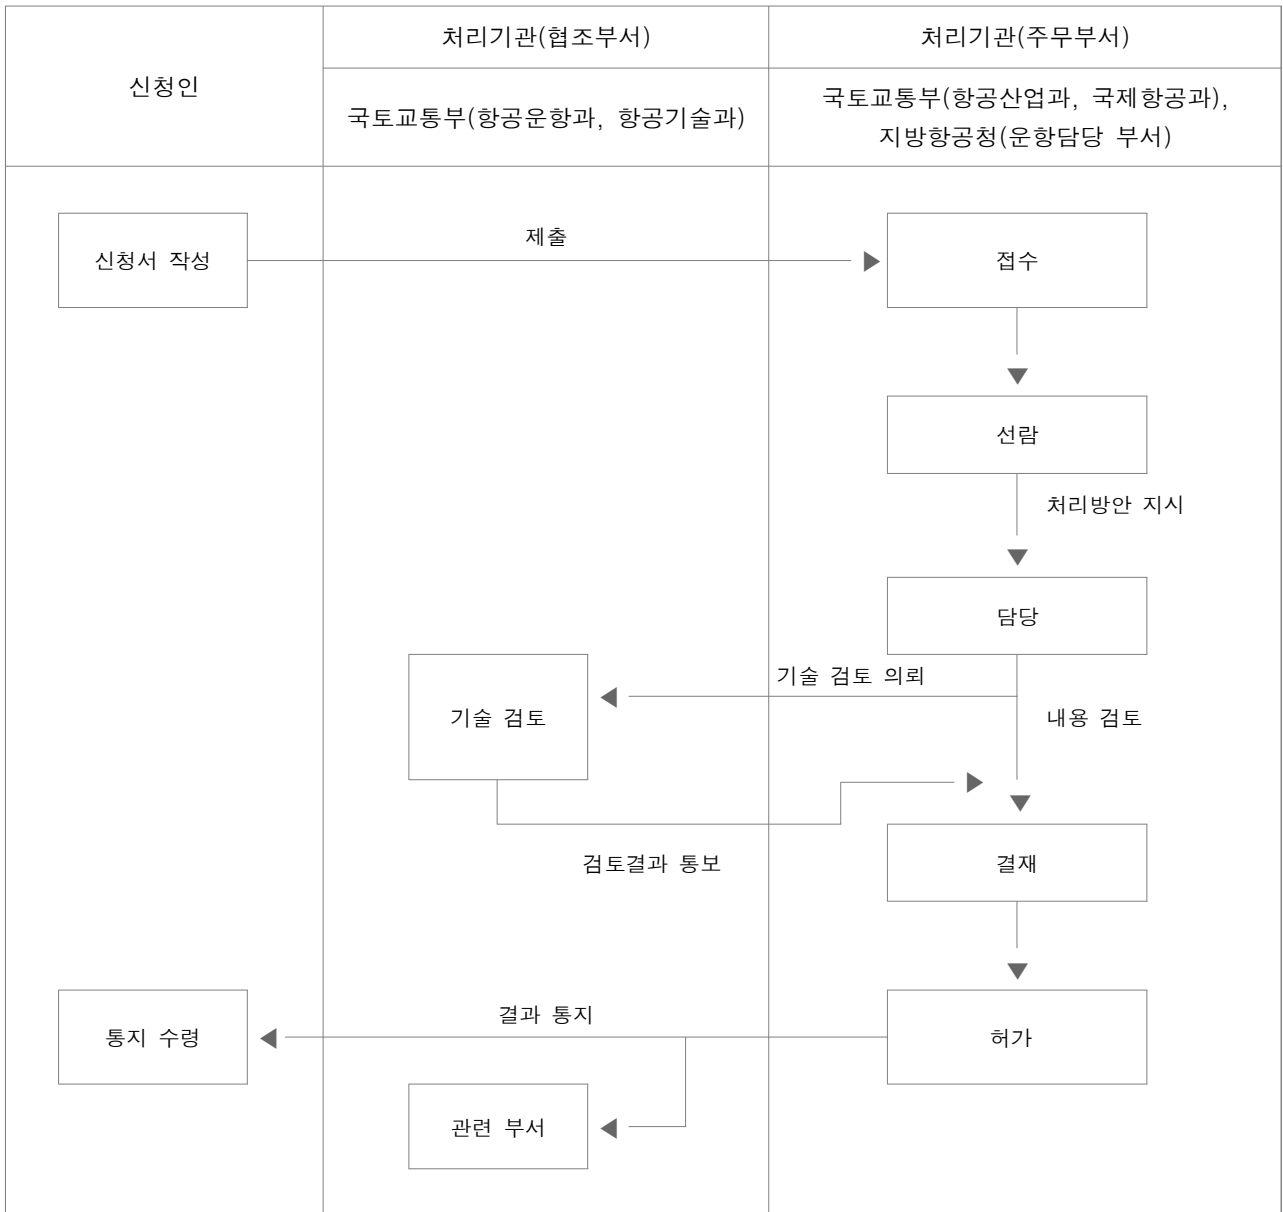 신청인
처리기관(협조부서)
처리기관(주무부서)
국토교통부(항공운항과, 항공기술과)
국토교통부(항공산업과, 국제항공과),
지방항공청(운항담당 부서)
신청서 작성
제출
접수
선람
처리방안 지시
담당
기술 검토 의뢰
기술 검토
내용 검토
검토결과 통보
결재
통지 수령
결과 통지
허가
관련 부서